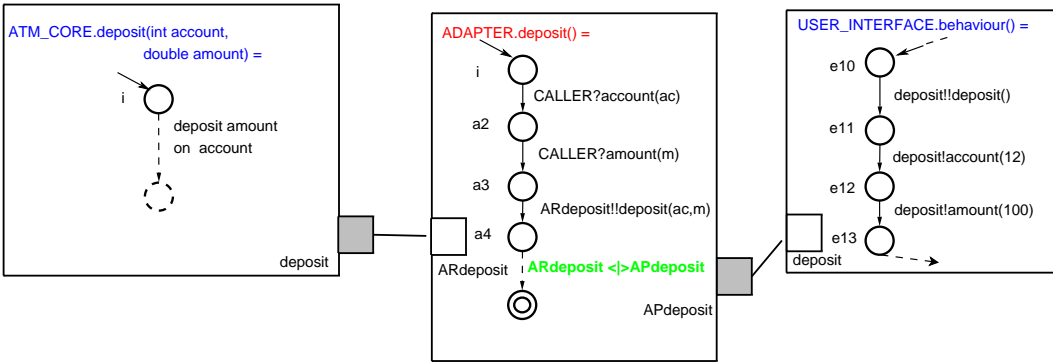 ATM_CORE.deposit(int account,
double amount) =
i
deposit amount
on account
deposit
ADAPTER.deposit() =
i
CALLER?account(ac)
a2
CALLER?amount(m)
a3
ARdeposit!!deposit(ac,m)
a4
ARdeposit
ARdeposit <|>APdeposit
APdeposit
USER_INTERFACE.behaviour() =
e10
deposit!!deposit()
e11
deposit!account(12)
e12
deposit!amount(100)
e13
deposit